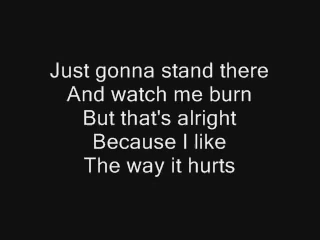 Just gonna stand there
And watch me burn
But that's alright
Because I like
The way it hurts